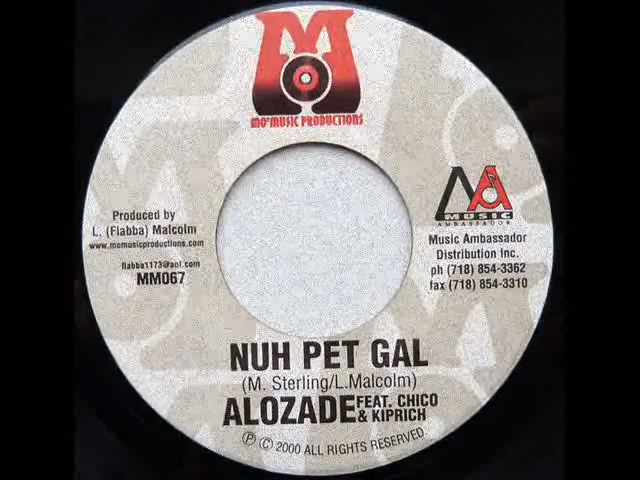 M
MO'MUSIC PRODUCTIONS
Produced by
L. (Flabba) Malcolm
www.momusicproductions.com
flabba1173@aol.com
MM067
MA
MUSIC
AMBASSADOR
Music Ambassador
Distribution Inc.
ph (718) 854-3362
fax (718) 854-3310
NUH PET GAL
(M. Sterling/L.Malcolm)
ALOZADE FEAT. CHICO
& KIPRICH
Ⓟ Ⓒ 2000 ALL RIGHTS RESERVED.